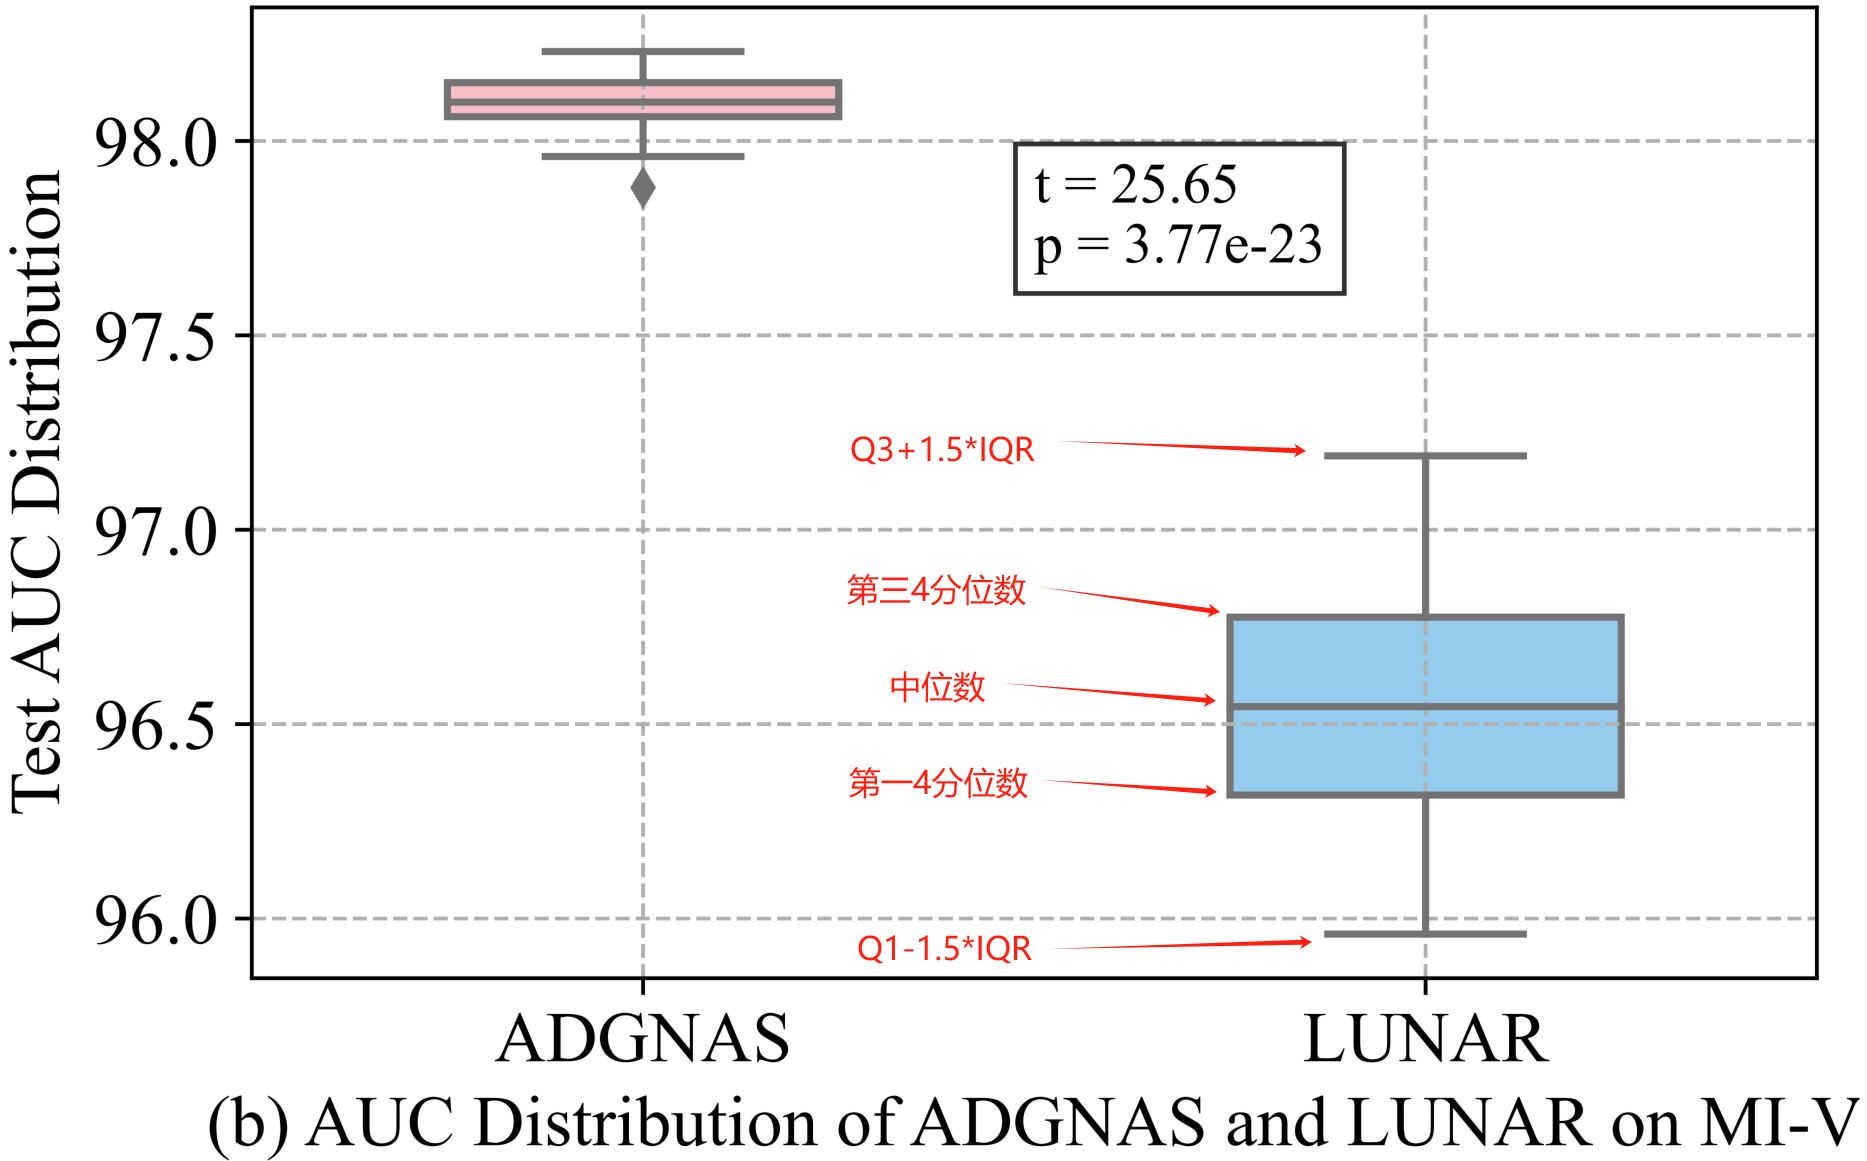 Test AUC Distribution
98.0
97.5
97.0
96.5
96.0
t = 25.65
p = 3.77e-23
Q3+1.5*IQR
第三4分位数
中位数
第一4分位数
Q1-1.5*IQR
ADGNAS
LUNAR
(b) AUC Distribution of ADGNAS and LUNAR on MI-V